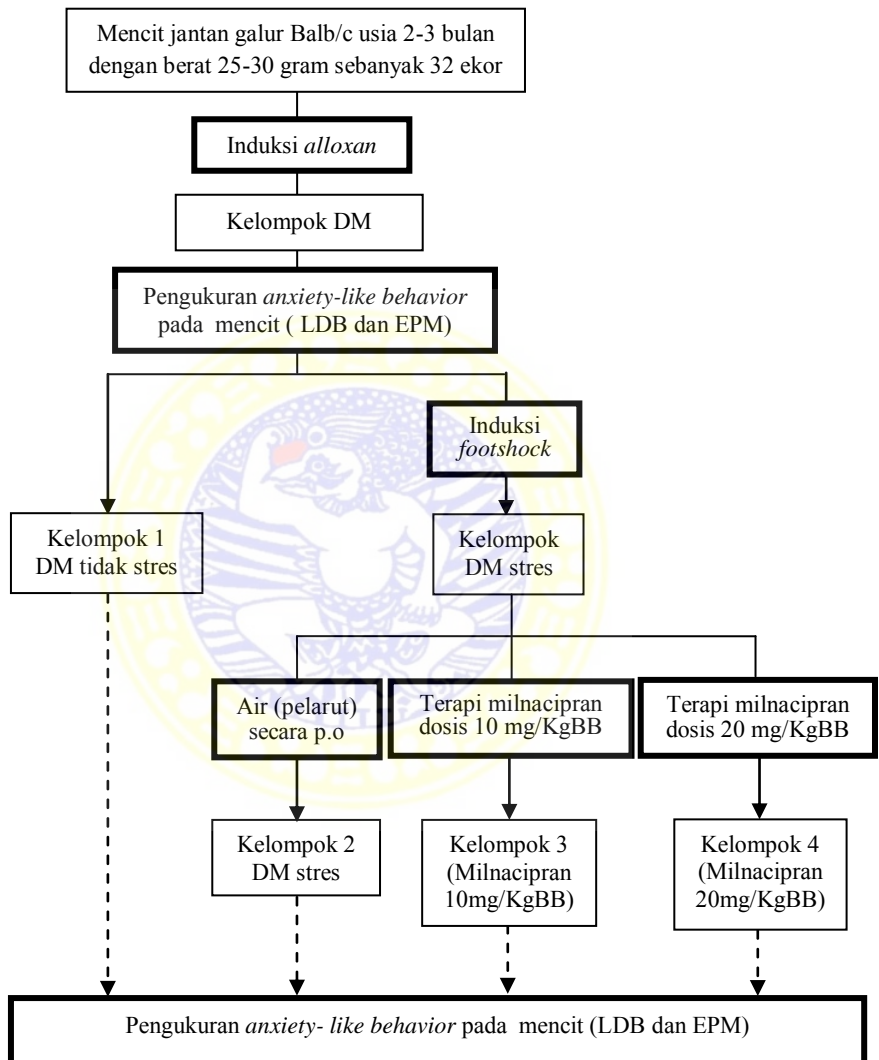 Mencit jantan galur Balb/c usia 2-3 bulan
dengan berat 25-30 gram sebanyak 32 ekor
Induksi alloxan
Kelompok DM
Pengukuran anxiety-like behavior
pada mencit ( LDB dan EPM)
Induksi
footshock
Kelompok 1
DM tidak stres
Kelompok
DM stres
Air (pelarut)
secara p.o
Terapi milnacipran
dosis 10 mg/KgBB
Terapi milnacipran
dosis 20 mg/KgBB
Kelompok 2
DM stres
Kelompok 3
(Milnacipran
10mg/KgBB)
Kelompok 4
(Milnacipran
20mg/KgBB)
Pengukuran anxiety- like behavior pada mencit (LDB dan EPM)